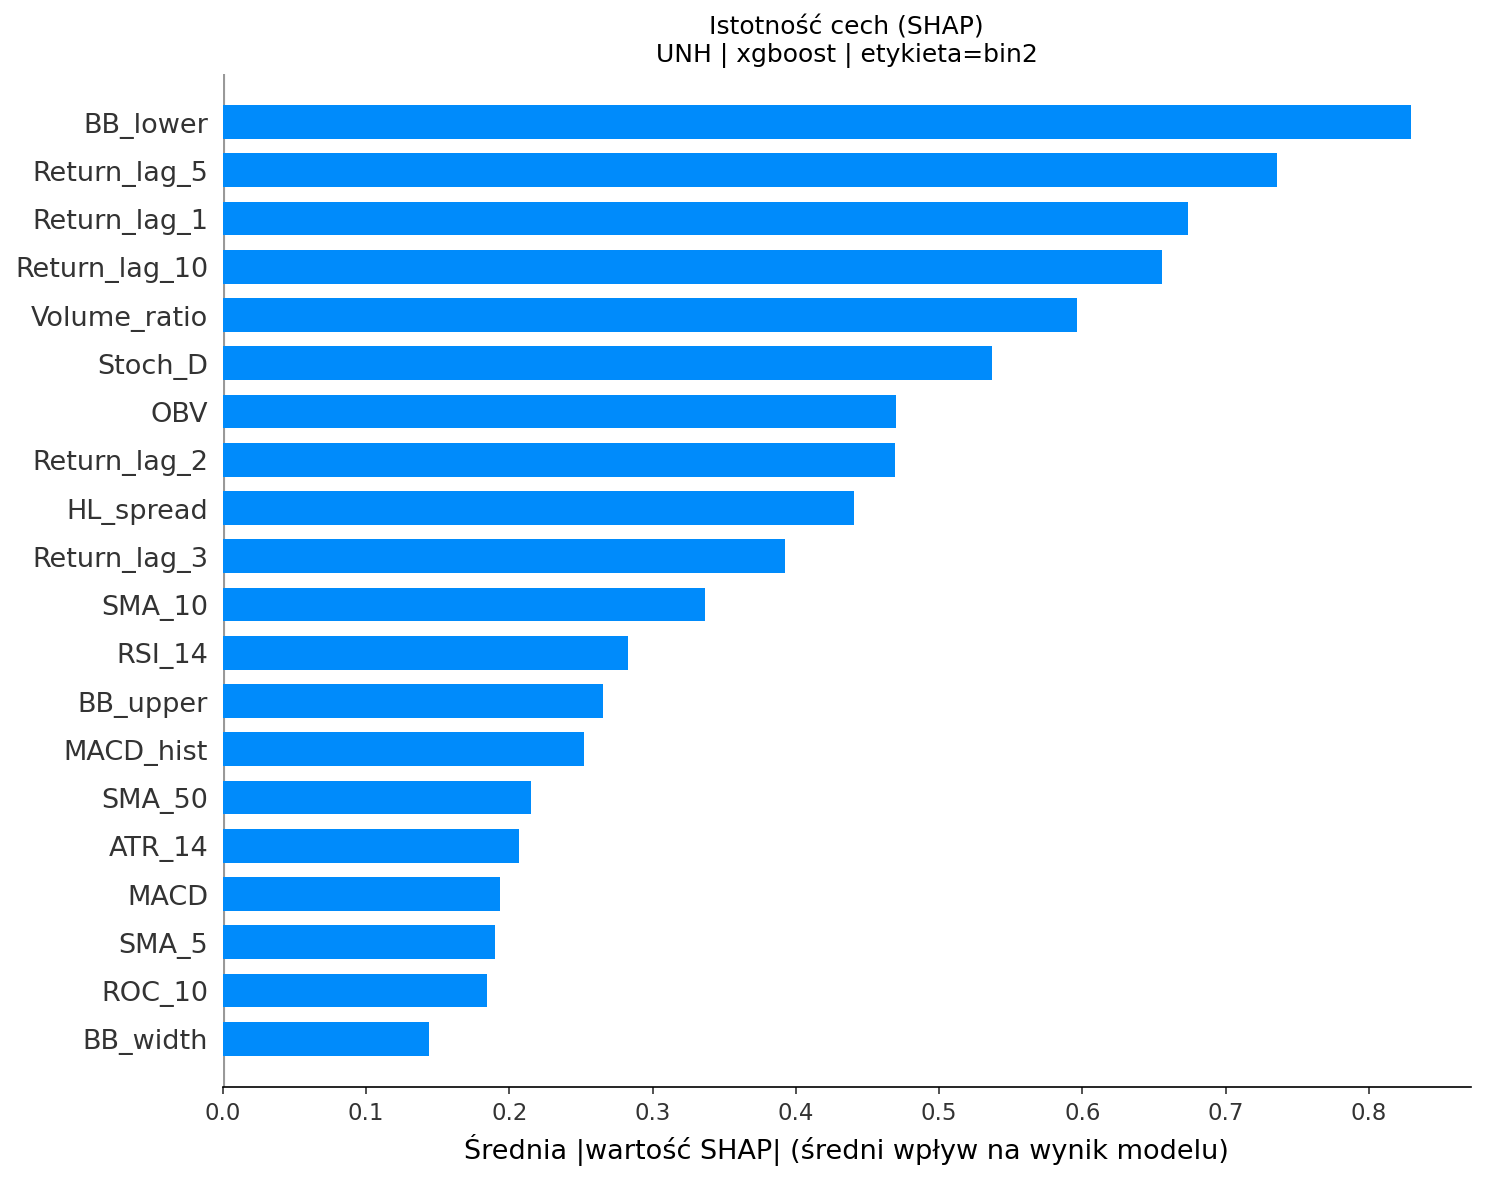 Istotność cech (SHAP)
UNH | xgboost | etykieta=bin2
BB_lower
Return_lag_5
Return_lag_1
Return_lag_10
Volume_ratio
Stoch_D
OBV
Return_lag_2
HL_spread
Return_lag_3
SMA_10
RSI_14
BB_upper
MACD_hist
SMA_50
ATR_14
MACD
SMA_5
ROC_10
BB_width
0.0 0.1 0.2 0.3 0.4 0.5 0.6 0.7 0.8
Średnia |wartość SHAP| (średni wpływ na wynik modelu)